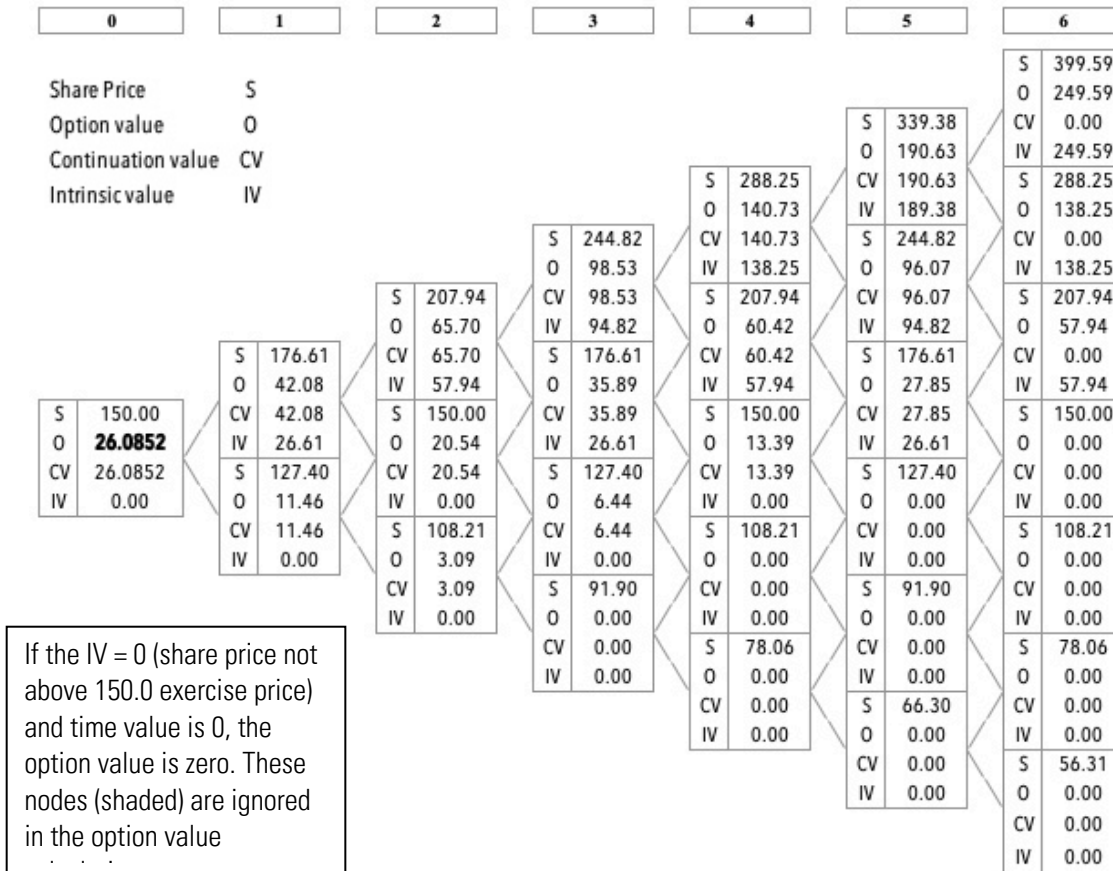 0 1 2 3 4 5 6
Share Price S
Option value O
Continuation value CV
Intrinsic value IV
S 150.00
O 26.0852
CV 26.0852
IV 0.00
S 176.61
O 42.08
CV 42.08
IV 26.61
S 127.40
O 11.46
CV 11.46
IV 0.00
S 207.94
O 65.70
CV 65.70
IV 57.94
S 150.00
O 20.54
CV 20.54
IV 0.00
S 108.21
O 3.09
CV 3.09
IV 0.00
S 244.82
O 98.53
CV 98.53
IV 94.82
S 176.61
O 35.89
CV 35.89
IV 26.61
S 127.40
O 6.44
CV 6.44
IV 0.00
S 91.90
O 0.00
CV 0.00
IV 0.00
S 288.25
O 140.73
CV 140.73
IV 138.25
S 207.94
O 60.42
CV 60.42
IV 57.94
S 150.00
O 13.39
CV 13.39
IV 0.00
S 108.21
O 0.00
CV 0.00
IV 0.00
S 78.06
O 0.00
CV 0.00
IV 0.00
S 339.38
O 190.63
CV 190.63
IV 189.38
S 244.82
O 96.07
CV 96.07
IV 94.82
S 176.61
O 27.85
CV 27.85
IV 26.61
S 127.40
O 0.00
CV 0.00
IV 0.00
S 91.90
O 0.00
CV 0.00
IV 0.00
S 66.30
O 0.00
CV 0.00
IV 0.00
S 399.59
O 249.59
CV 0.00
IV 249.59
S 288.25
O 138.25
CV 0.00
IV 138.25
S 207.94
O 57.94
CV 0.00
IV 57.94
S 150.00
O 0.00
CV 0.00
IV 0.00
S 108.21
O 0.00
CV 0.00
IV 0.00
S 78.06
O 0.00
CV 0.00
IV 0.00
S 56.31
O 0.00
CV 0.00
IV 0.00
If the IV = 0 (share price not
above 150.0 exercise price)
and time value is 0, the
option value is zero. These
nodes (shaded) are ignored
in the option value